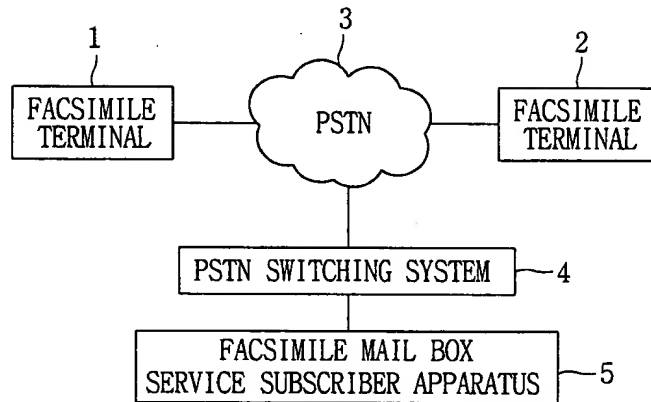 1
3
2
FACSIMILE
TERMINAL
PSTN
FACSIMILE
TERMINAL
PSTN SWITCHING SYSTEM
4
FACSIMILE MAIL BOX
SERVICE SUBSCRIBER APPARATUS
5